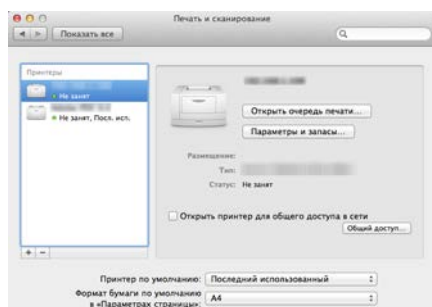 Печать и сканирование
Показать все
Принтеры
Не занят
Не занят, Посл. исп.
Открыть очередь печати...
Параметры и запасы...
Размещение:
Тип:
Статус: Не занят
Открыть принтер для общего доступа в сети
Общий доступ...
+ −
Принтер по умолчанию: Последний использованный
Формат бумаги по умолчанию
в «Параметрах страницы»: A4